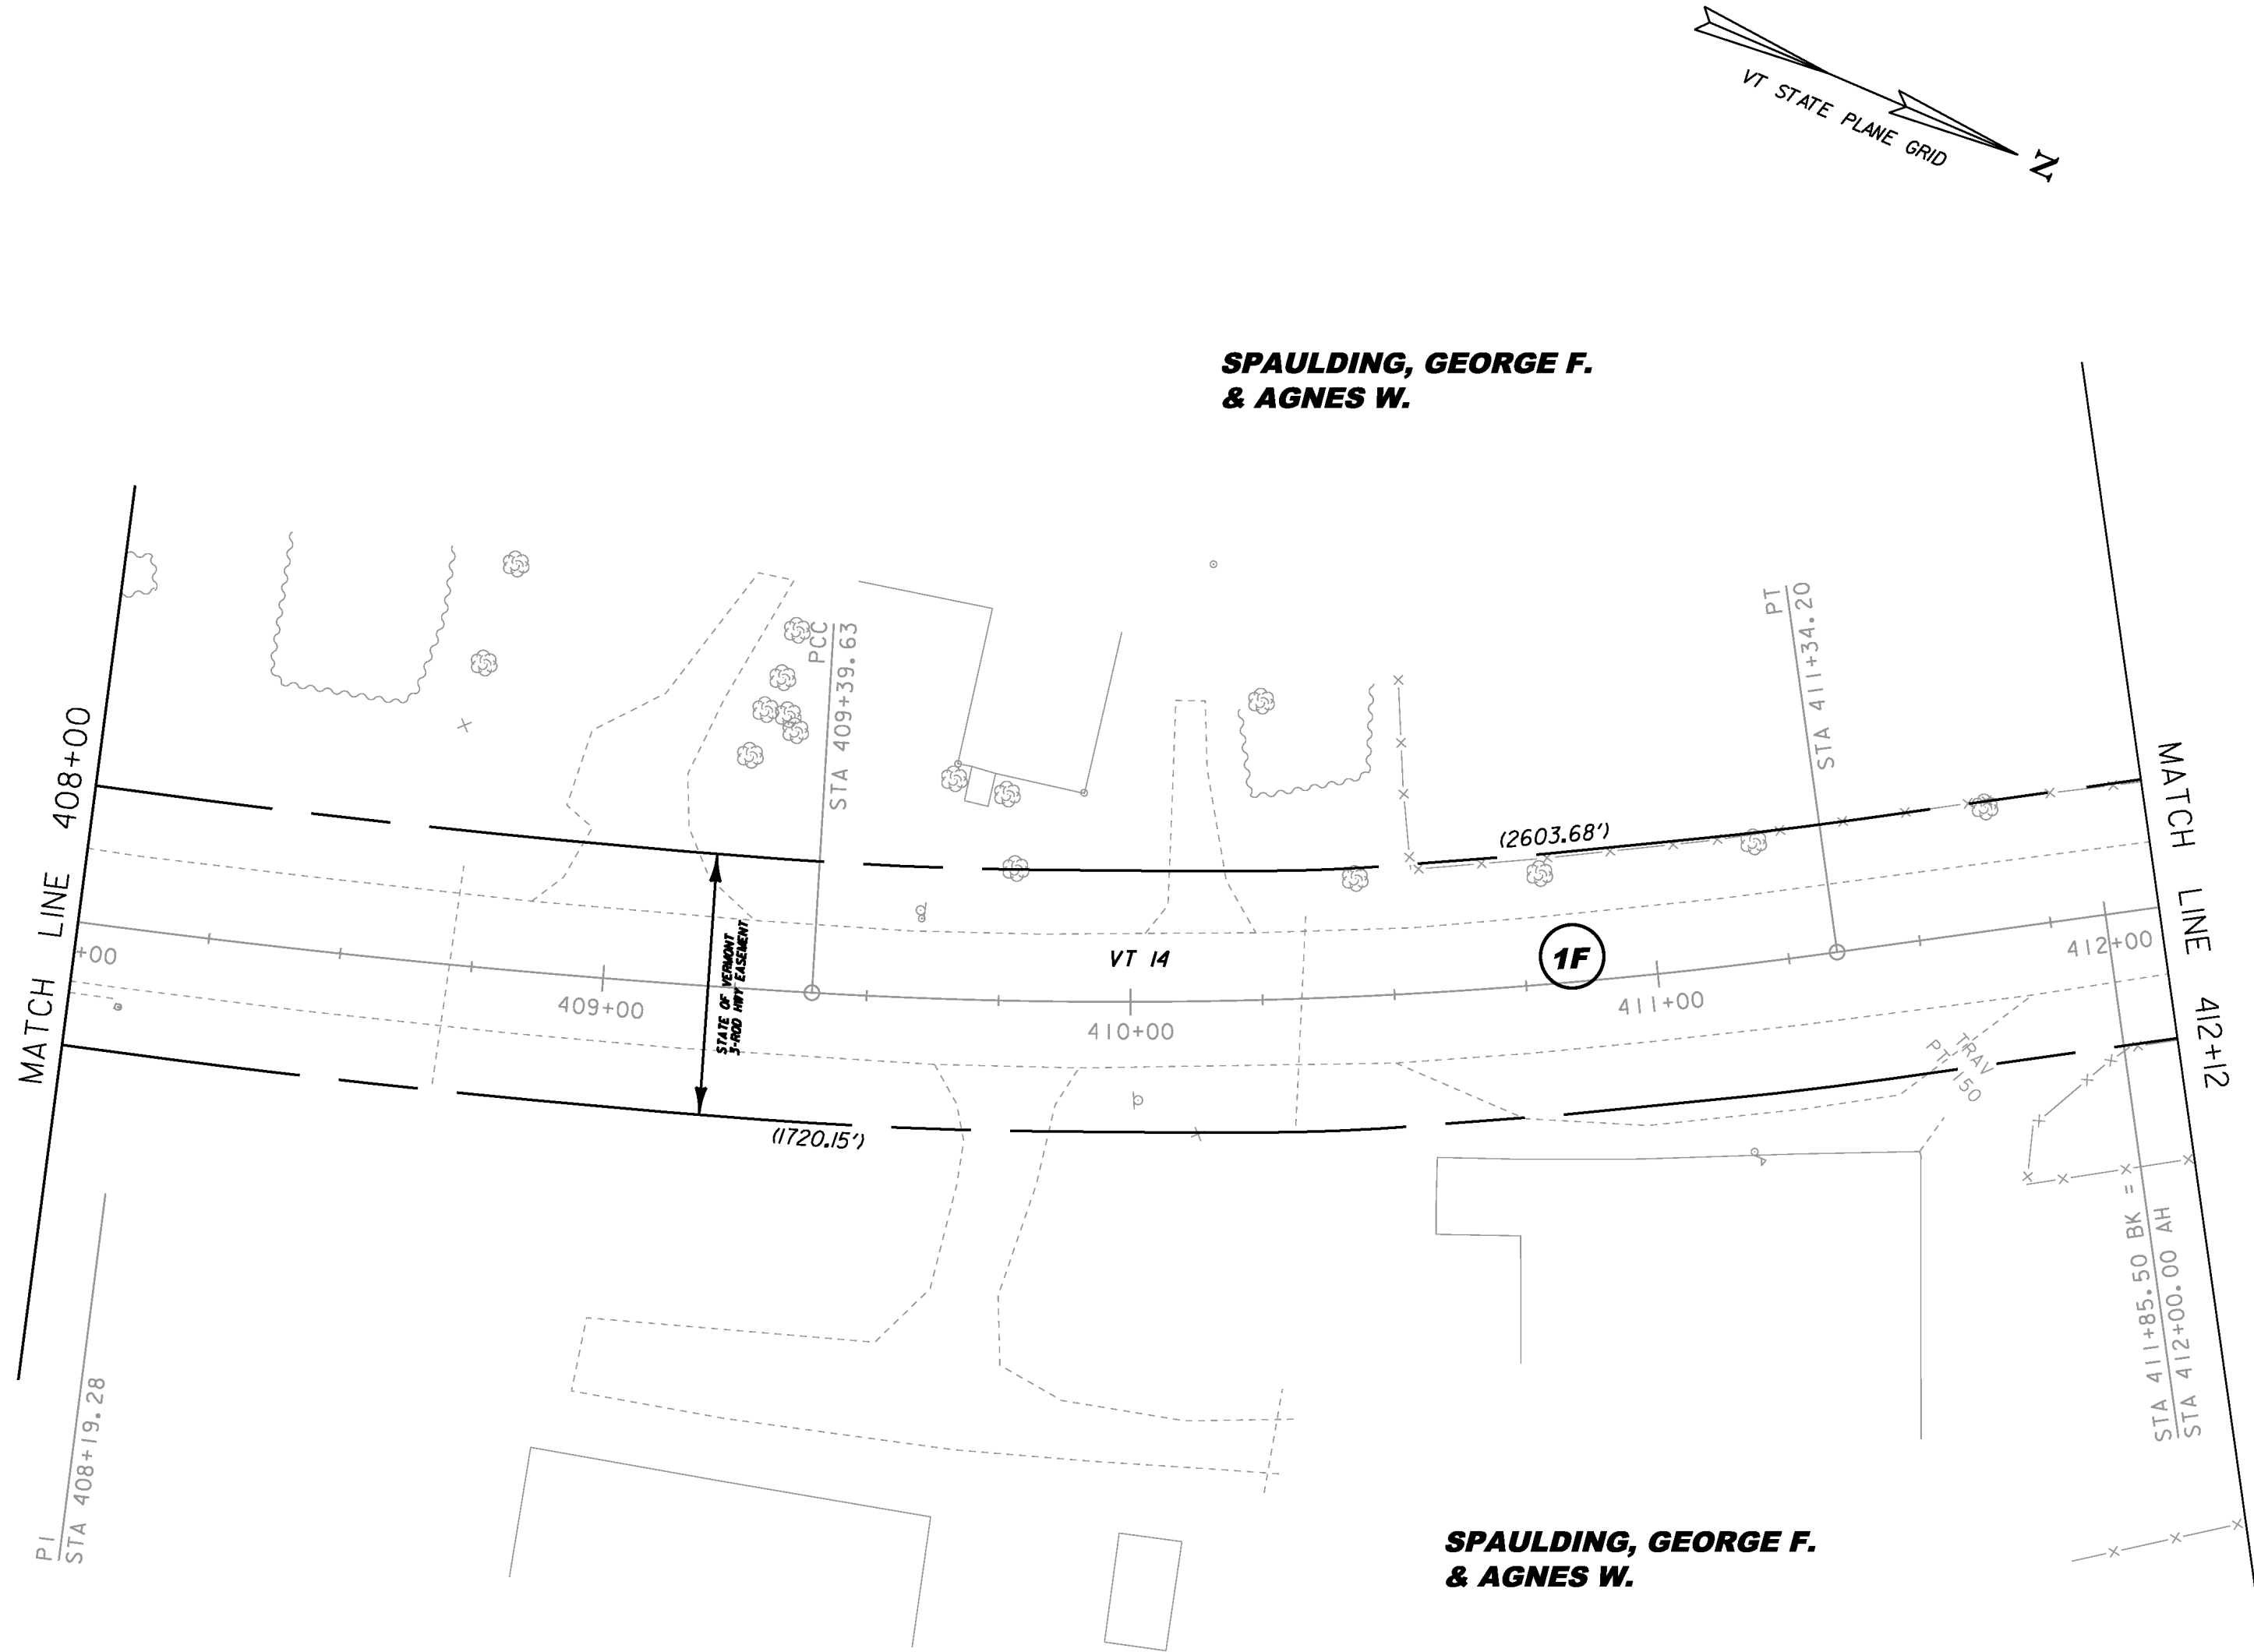 VT STATE PLANE GRID
N
SPAULDING, GEORGE F.
& AGNES W.
MATCH LINE 408+00
+00
PCC
STA 409+39.63
PT
STA 411+34.20
MATCH LINE 412+12
(2603.68')
STATE OF VERMONT
3-ROD HWY EASEMENT
VT 14
1F
409+00
410+00
411+00
412+00
(1720.15')
TRAV
PT 150
PI
STA 408+19.28
STA 411+85.50 BK =
STA 412+00.00 AH
SPAULDING, GEORGE F.
& AGNES W.